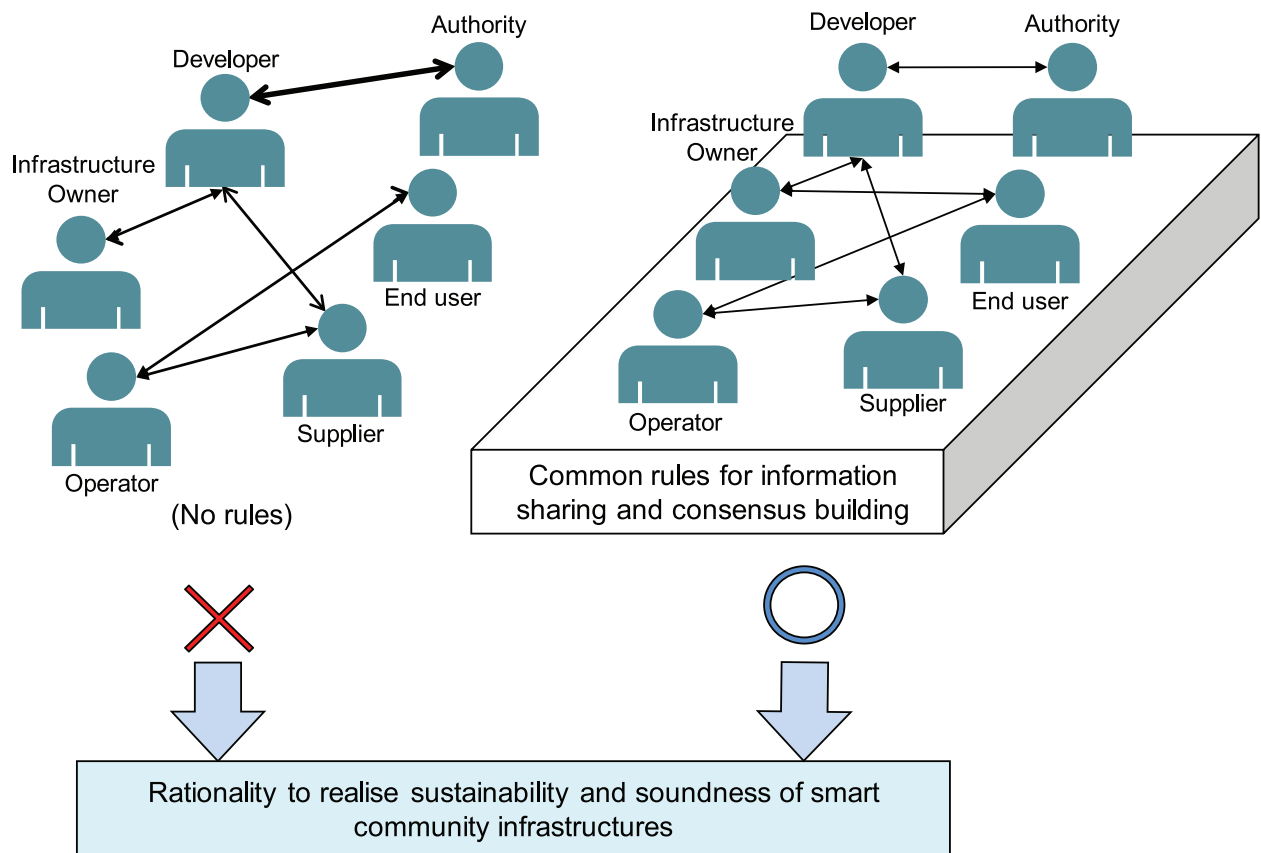 Authority
Developer
Infrastructure
Owner
End user
Supplier
Operator
(No rules)
Developer
Authority
Infrastructure
Owner
End user
Supplier
Operator
Common rules for information
sharing and consensus building
Rationality to realise sustainability and soundness of smart
community infrastructures